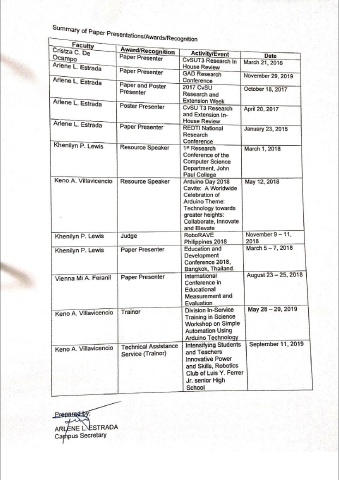 Summary of Paper Presentations/Awards/Recognition
Faculty Award/Recognition Activity/Event Date
Cristza C. De Ocampo Paper Presenter CvSUT3 Research In House Review March 21, 2016
Arlene L. Estrada Paper Presenter GAD Research Conference November 29, 2019
Arlene L. Estrada Paper and Poster Presenter 2017 CvSU Research and Extension Week October 18, 2017
Arlene L. Estrada Poster Presenter CvSU T3 Research and Extension In-House Review April 20, 2017
Arlene L. Estrada Paper Presenter REDTI National Research Conference January 23, 2015
Khenilyn P. Lewis Resource Speaker 1st Research Conference of the Computer Science Department, John Paul College March 1, 2018
Keno A. Villavicencio Resource Speaker Arduino Day 2018 Cavite: A Worldwide Celebration of Arduino Theme: Technology towards greater heights: Collaborate, Innovate and Elevate May 12, 2018
Khenilyn P. Lewis Judge RoboRAVE Philippines 2018 November 9 – 11, 2018
Khenilyn P. Lewis Paper Presenter Education and Development Conference 2018, Bangkok, Thailand March 5 – 7, 2018
Vienna Mi A. Feranil Paper Presenter International Conference in Educational Measurement and Evaluation August 23 – 25, 2018
Keno A. Villavicencio Trainor Division In-Service Training in Science Workshop on Simple Automation Using Arduino Technology May 28 – 29, 2019
Keno A. Villavicencio Technical Assistance Service (Trainor) Intensifying Students and Teachers Innovative Power and Skills, Robotics Club of Luis Y. Ferrer Jr. senior High School September 11, 2019
Prepared by:
ARLENE L. ESTRADA
Campus Secretary